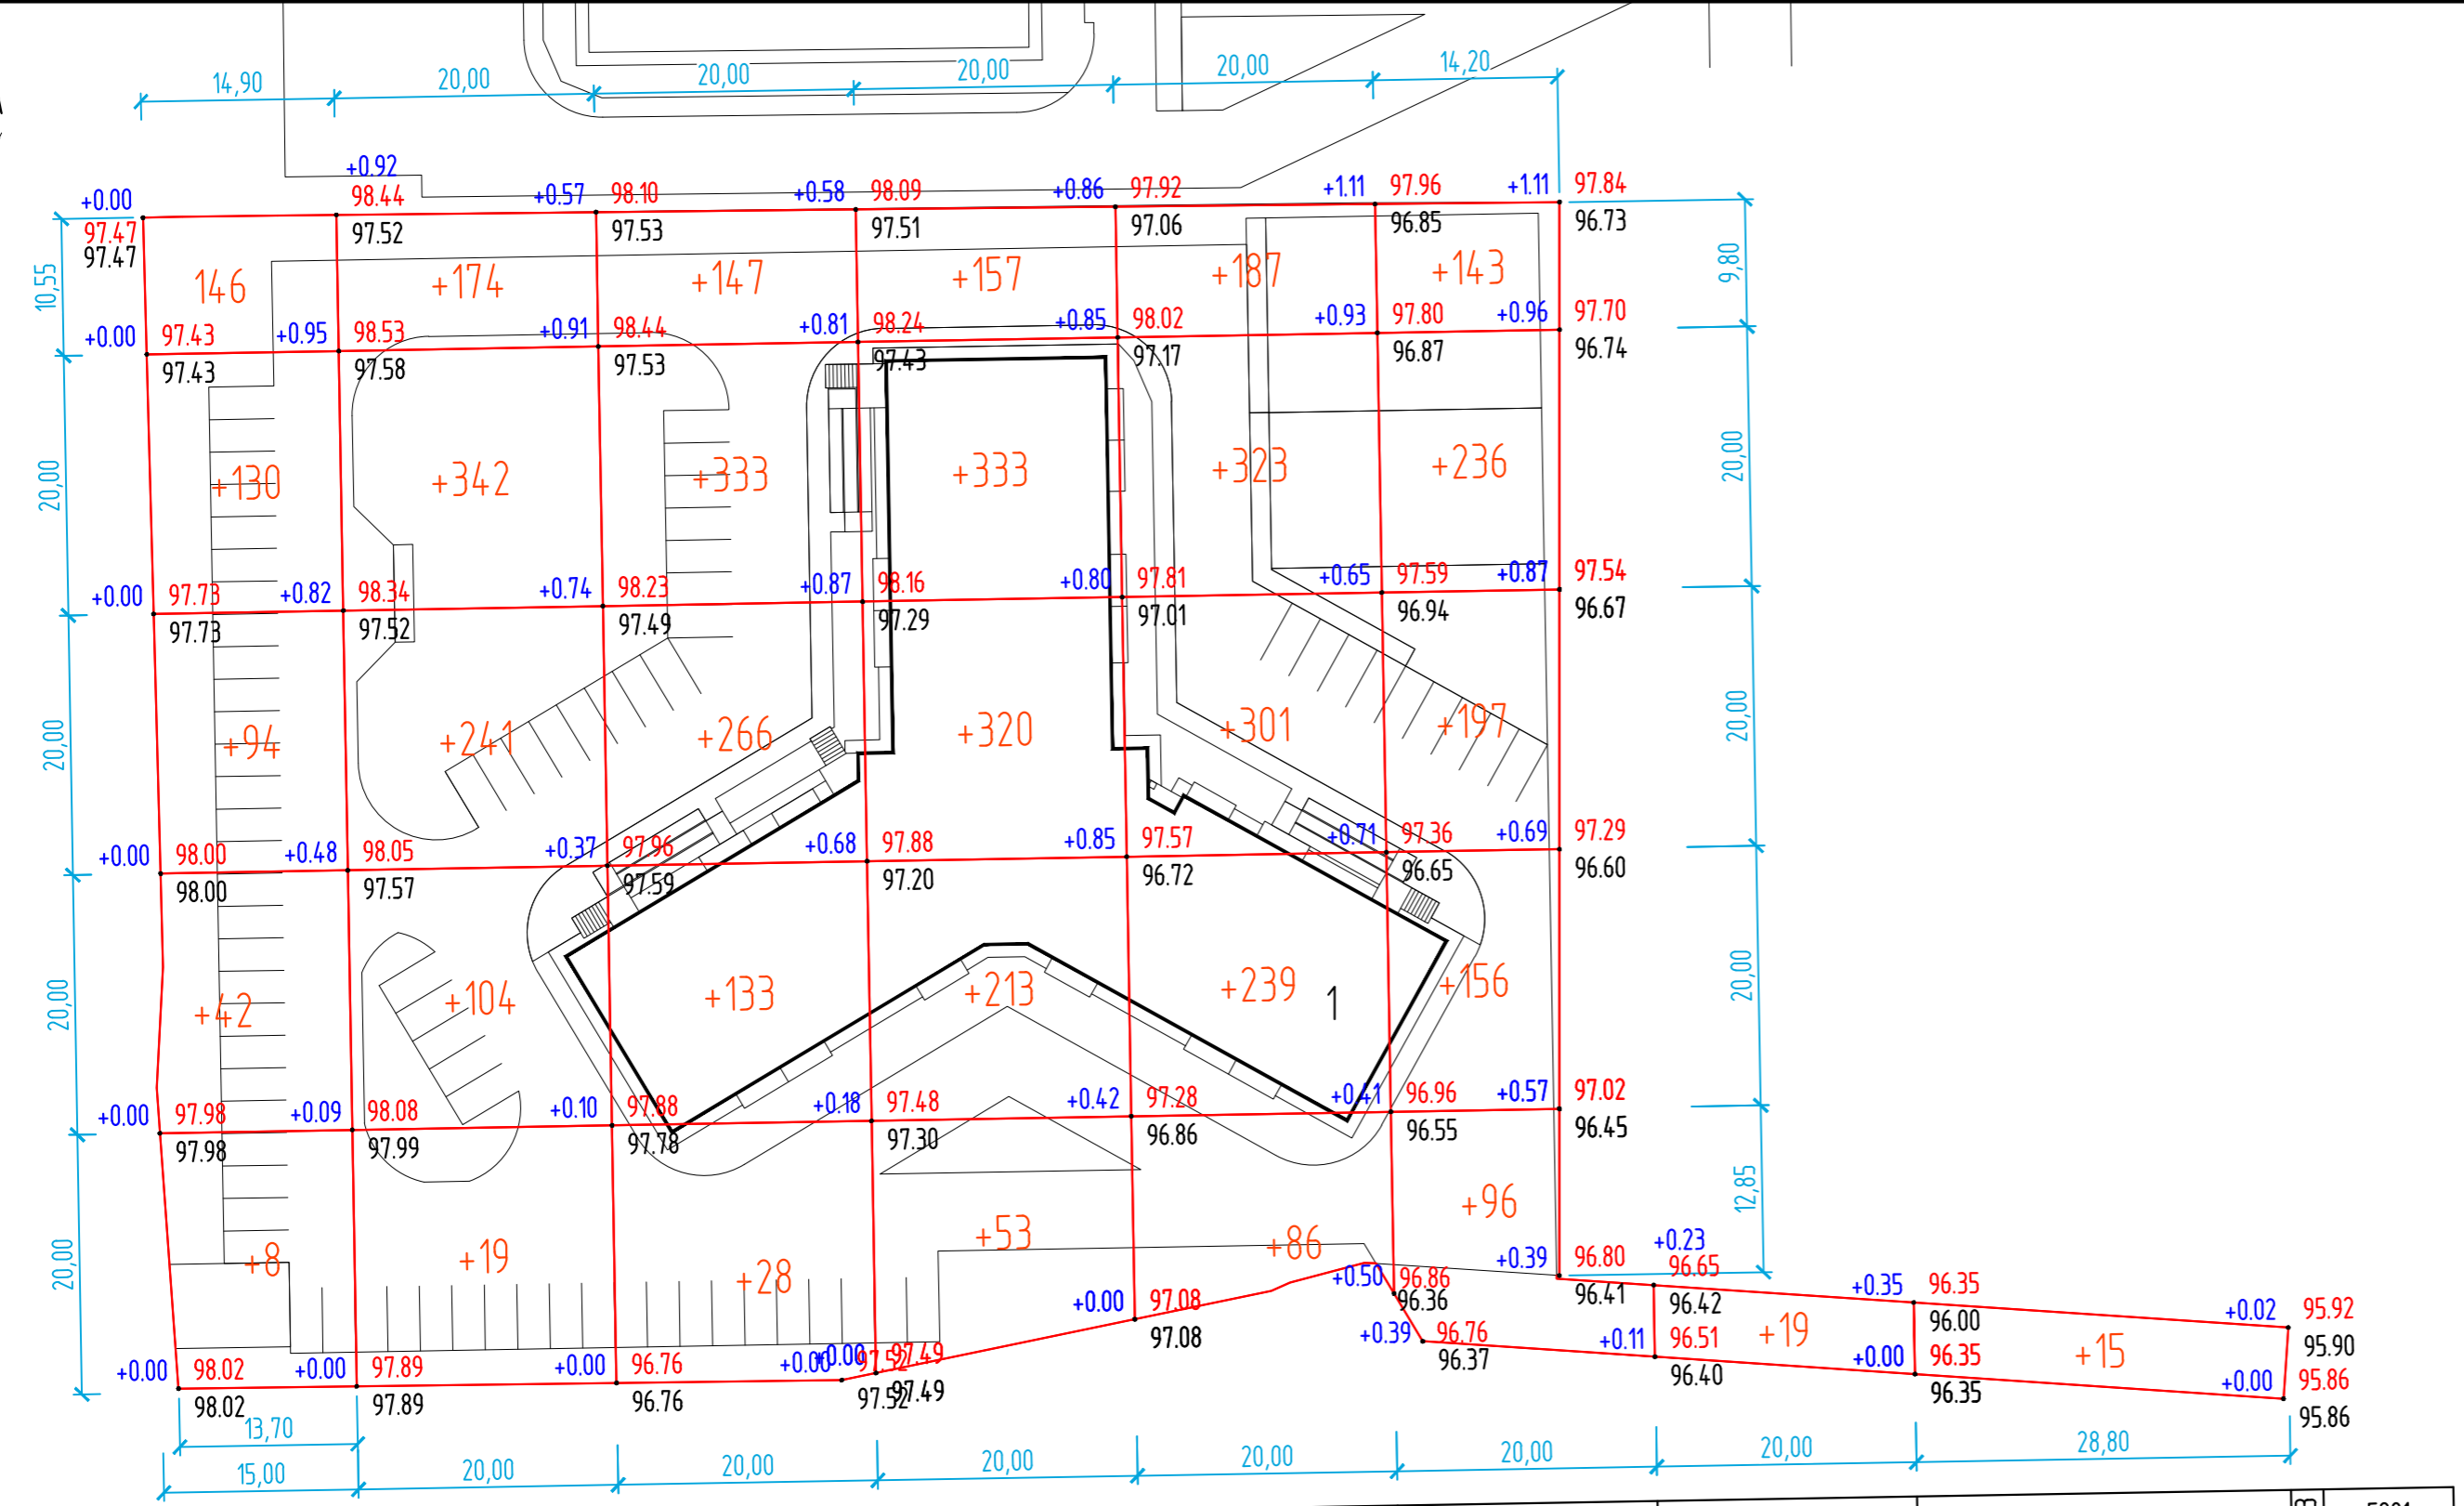 14,90 20,00 20,00 20,00 20,00 14,20
+0.92
+0.00 98.44 +0.57 98.10 +0.58 98.09 +0.86 97.92 +1.11 97.96 +1.11 97.84
97.47 97.52 97.53 97.51 97.06 96.85 96.73
97.47
10,55 146 +174 +147 +157 +187 +143 9,80
+0.00 97.43 +0.95 98.53 +0.91 98.44 +0.81 98.24 +0.85 98.02 +0.93 97.80 +0.96 97.70
97.43 97.58 97.53 97.43 97.17 96.87 96.74
20,00 +130 +342 +333 +333 +323 +236 20,00
+0.00 97.73 +0.82 98.34 +0.74 98.23 +0.87 98.16 +0.80 97.81 +0.65 97.59 +0.87 97.54
97.73 97.52 97.49 97.29 97.01 96.94 96.67
20,00 +94 +241 +266 +320 +301 +197 20,00
+0.00 98.00 +0.48 98.05 +0.37 97.96 +0.68 97.88 +0.85 97.57 +0.71 97.36 +0.69 97.29
98.00 97.57 97.59 97.20 96.72 96.65 96.60
20,00 +42 +104 +133 +213 +239 1 +156 20,00
+0.00 97.98 +0.09 98.08 +0.10 97.88 +0.18 97.48 +0.42 97.28 +0.41 96.96 +0.57 97.02
97.98 97.99 97.78 97.30 96.86 96.55 96.45
20,00 +8 +19 +28 +53 +86 +96 12,85
+0.23
+0.39 96.80 96.65 +0.35 96.35
+0.50 96.86 96.41 96.42 96.00 +0.02 95.92
96.36 95.90
+0.00 97.08
97.08
+0.39 96.76 +0.11 96.51 +19 +0.00 96.35 +15 +0.00 95.86
96.37 96.40 96.35 95.86
+0.00 98.02 +0.00 97.89 +0.00 96.76 +0.00 +0.00 97.52 97.49
98.02 97.89 96.76 97.52 97.49
13,70
15,00 20,00 20,00 20,00 20,00 20,00 20,00 28,80